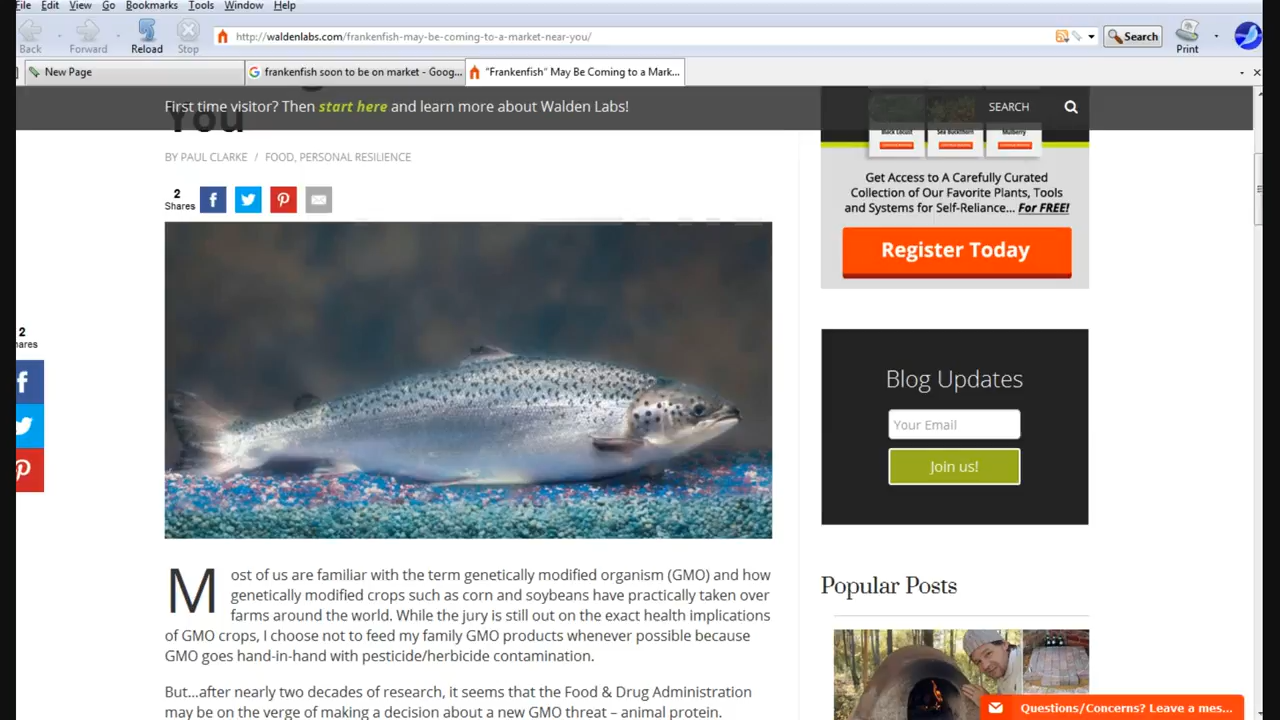 File Edit View Go Bookmarks Tools Window Help
Back Forward Reload Stop
http://waldenlabs.com/frankenfish-may-be-coming-to-a-market-near-you/
Search
Print
New Page
frankenfish soon to be on market - Goog...
"Frankenfish" May Be Coming to a Mark...
First time visitor? Then start here and learn more about Walden Labs!
SEARCH
You
BY PAUL CLARKE / FOOD, PERSONAL RESILIENCE
2
Shares
Black Locust
Sea Buckthorn
Mulberry
Get Access to A Carefully Curated
Collection of Our Favorite Plants, Tools
and Systems for Self-Reliance... For FREE!
Register Today
2
hares
Blog Updates
Your Email
Join us!
Most of us are familiar with the term genetically modified organism (GMO) and how
genetically modified crops such as corn and soybeans have practically taken over
farms around the world. While the jury is still out on the exact health implications
of GMO crops, I choose not to feed my family GMO products whenever possible because
GMO goes hand-in-hand with pesticide/herbicide contamination.
But...after nearly two decades of research, it seems that the Food & Drug Administration
may be on the verge of making a decision about a new GMO threat – animal protein.
Popular Posts
Questions/Concerns? Leave a mes...